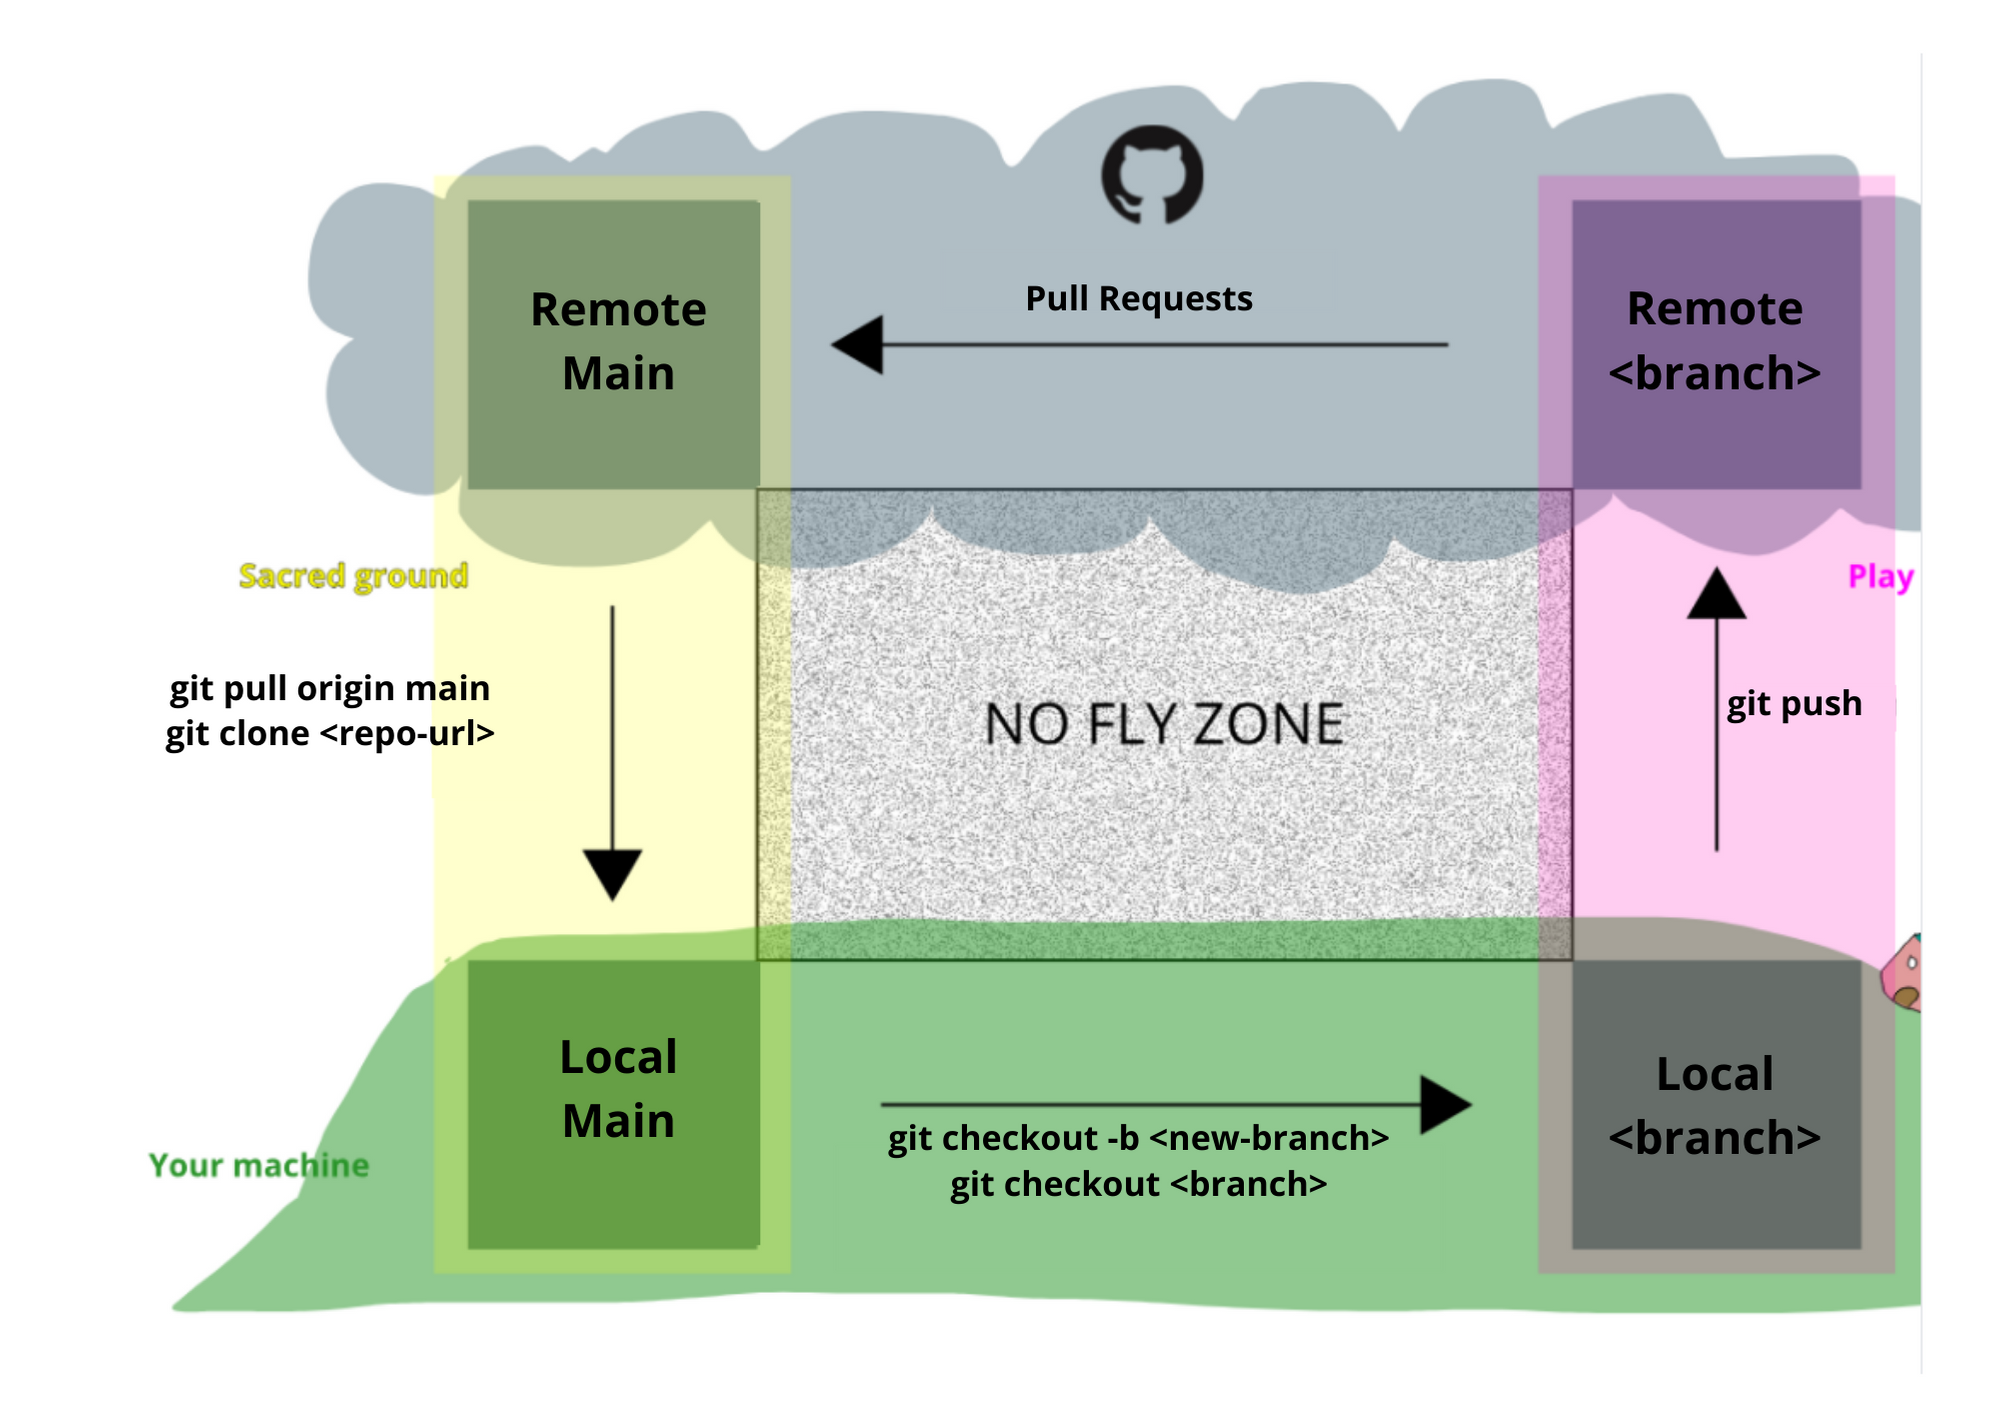 Pull Requests
Remote
Main
Remote
<branch>
Sacred ground
Play
git pull origin main
git clone <repo-url>
NO FLY ZONE
git push
Local
Main
Local
<branch>
git checkout -b <new-branch>
git checkout <branch>
Your machine